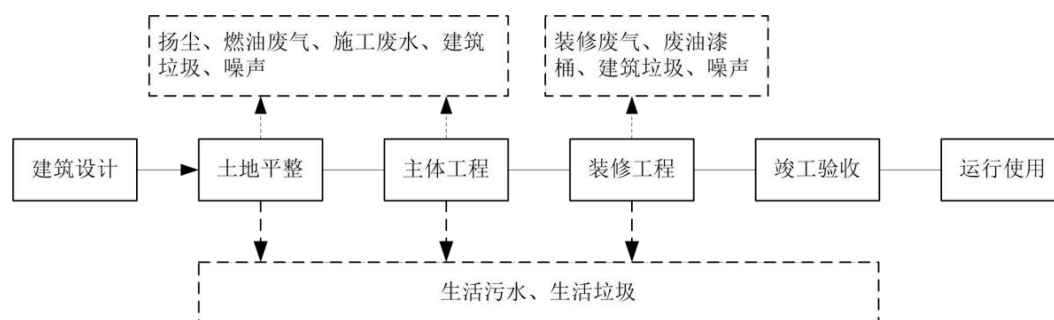 扬尘、燃油废气、施工废水、建筑
垃圾、噪声
装修废气、废油漆
桶、建筑垃圾、噪声
建筑设计
土地平整
主体工程
装修工程
竣工验收
运行使用
生活污水、生活垃圾